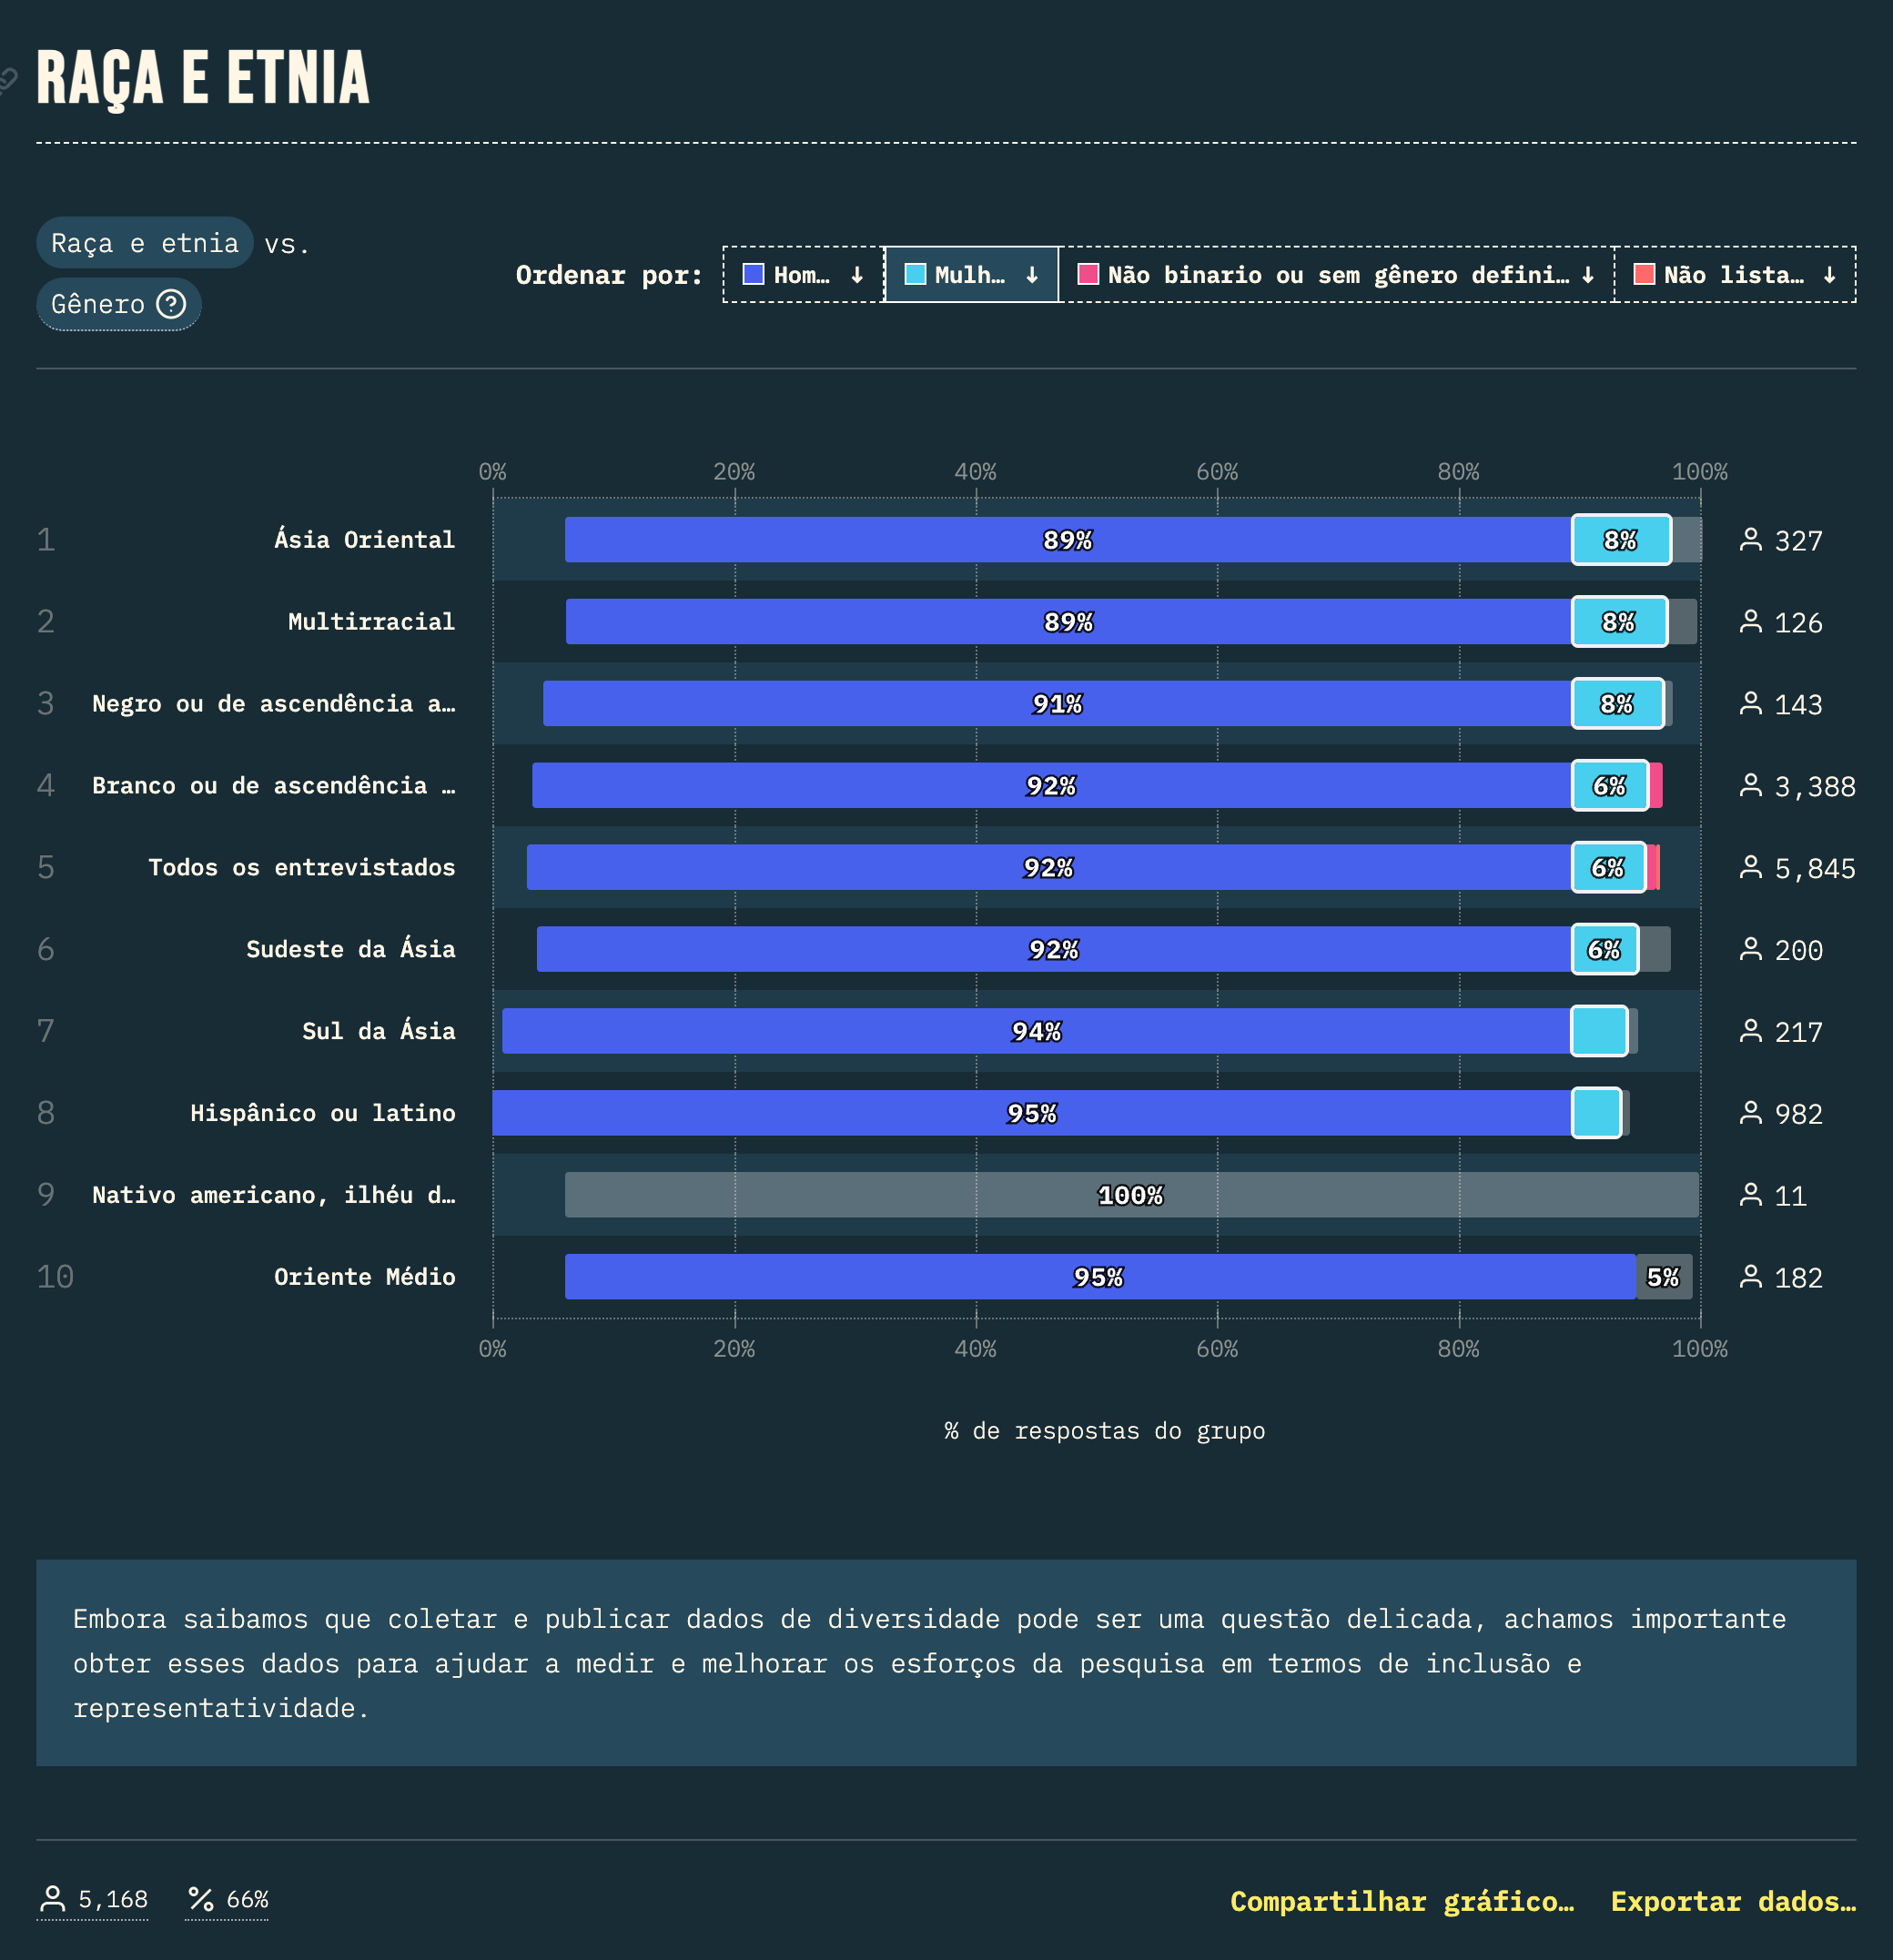 RAÇA E ETNIA
Raça e etnia vs.
Gênero ?
Ordenar por: Hom… ↓ Mulh… ↓ Não binario ou sem gênero defini… ↓ Não lista… ↓
0% 20% 40% 60% 80% 100%
1 Ásia Oriental 89% 8% 327
2 Multirracial 89% 8% 126
3 Negro ou de ascendência a… 91% 8% 143
4 Branco ou de ascendência … 92% 6% 3,388
5 Todos os entrevistados 92% 6% 5,845
6 Sudeste da Ásia 92% 6% 200
7 Sul da Ásia 94% 217
8 Hispânico ou latino 95% 982
9 Nativo americano, ilhéu d… 100% 11
10 Oriente Médio 95% 5% 182
0% 20% 40% 60% 80% 100%
% de respostas do grupo
Embora saibamos que coletar e publicar dados de diversidade pode ser uma questão delicada, achamos importante
obter esses dados para ajudar a medir e melhorar os esforços da pesquisa em termos de inclusão e
representatividade.
5,168 % 66% Compartilhar gráfico… Exportar dados…